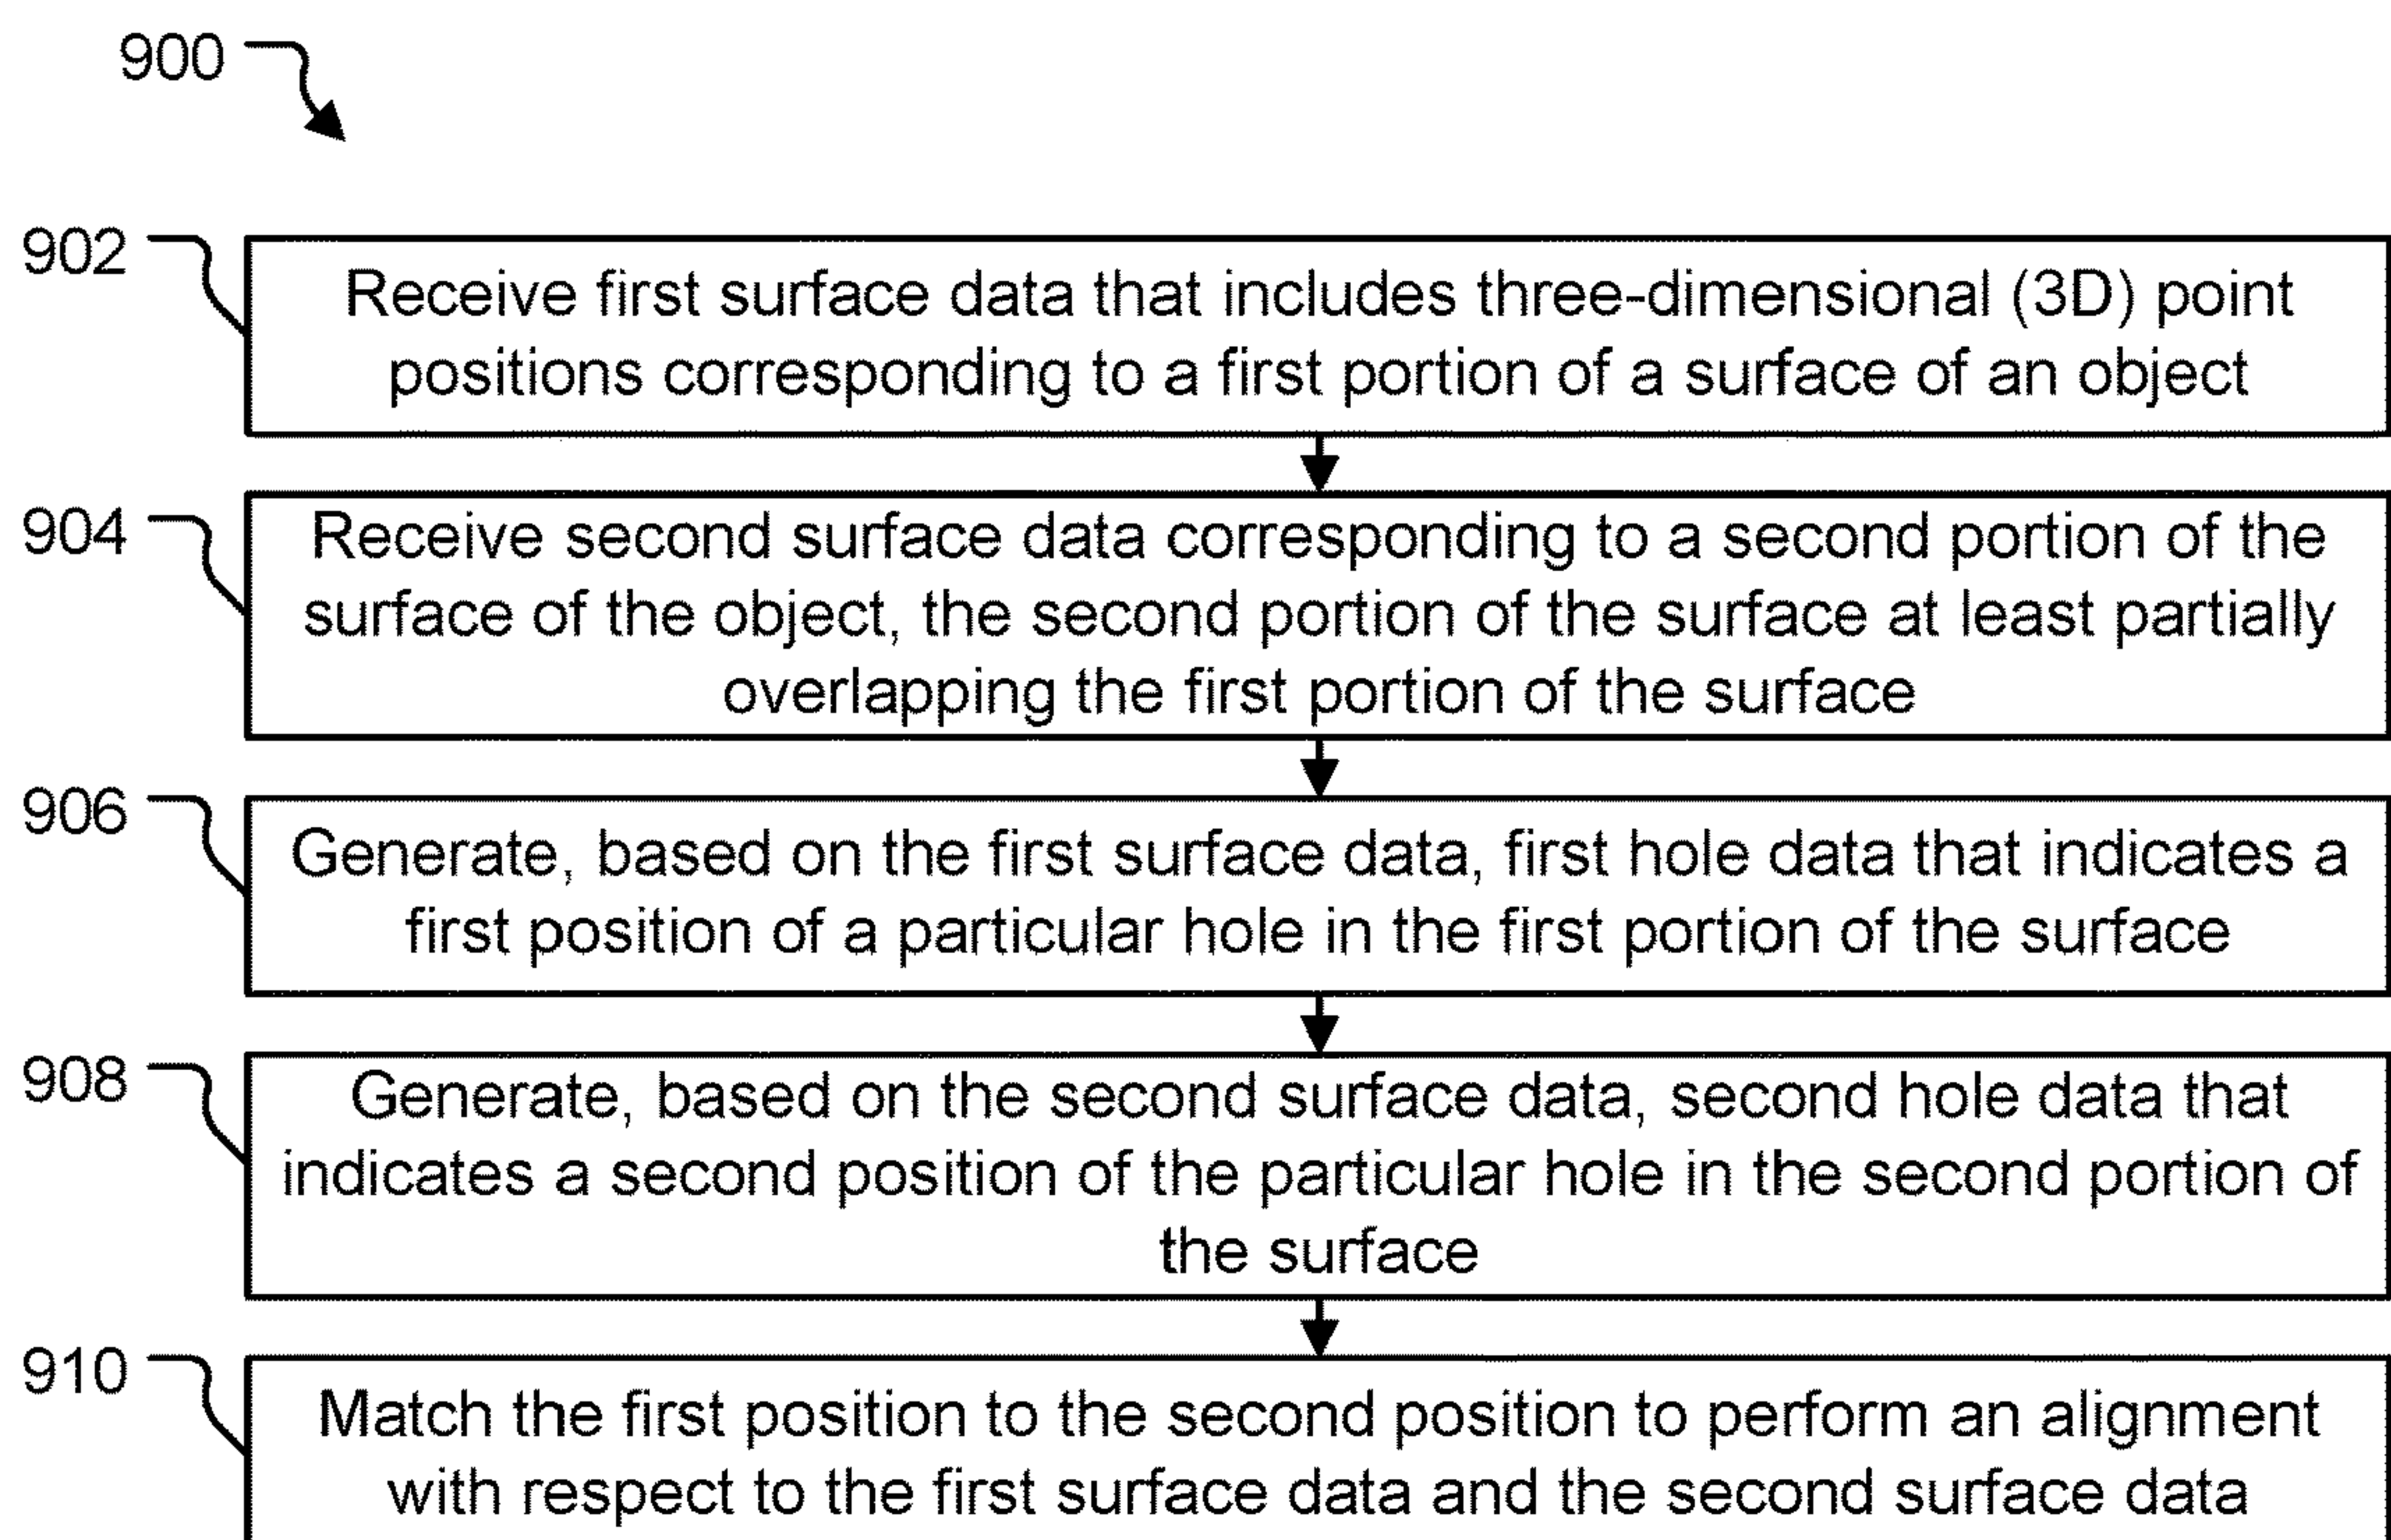 900
902
Receive first surface data that includes three-dimensional (3D) point
positions corresponding to a first portion of a surface of an object
904
Receive second surface data corresponding to a second portion of the
surface of the object, the second portion of the surface at least partially
overlapping the first portion of the surface
906
Generate, based on the first surface data, first hole data that indicates a
first position of a particular hole in the first portion of the surface
908
Generate, based on the second surface data, second hole data that
indicates a second position of the particular hole in the second portion of
the surface
910
Match the first position to the second position to perform an alignment
with respect to the first surface data and the second surface data